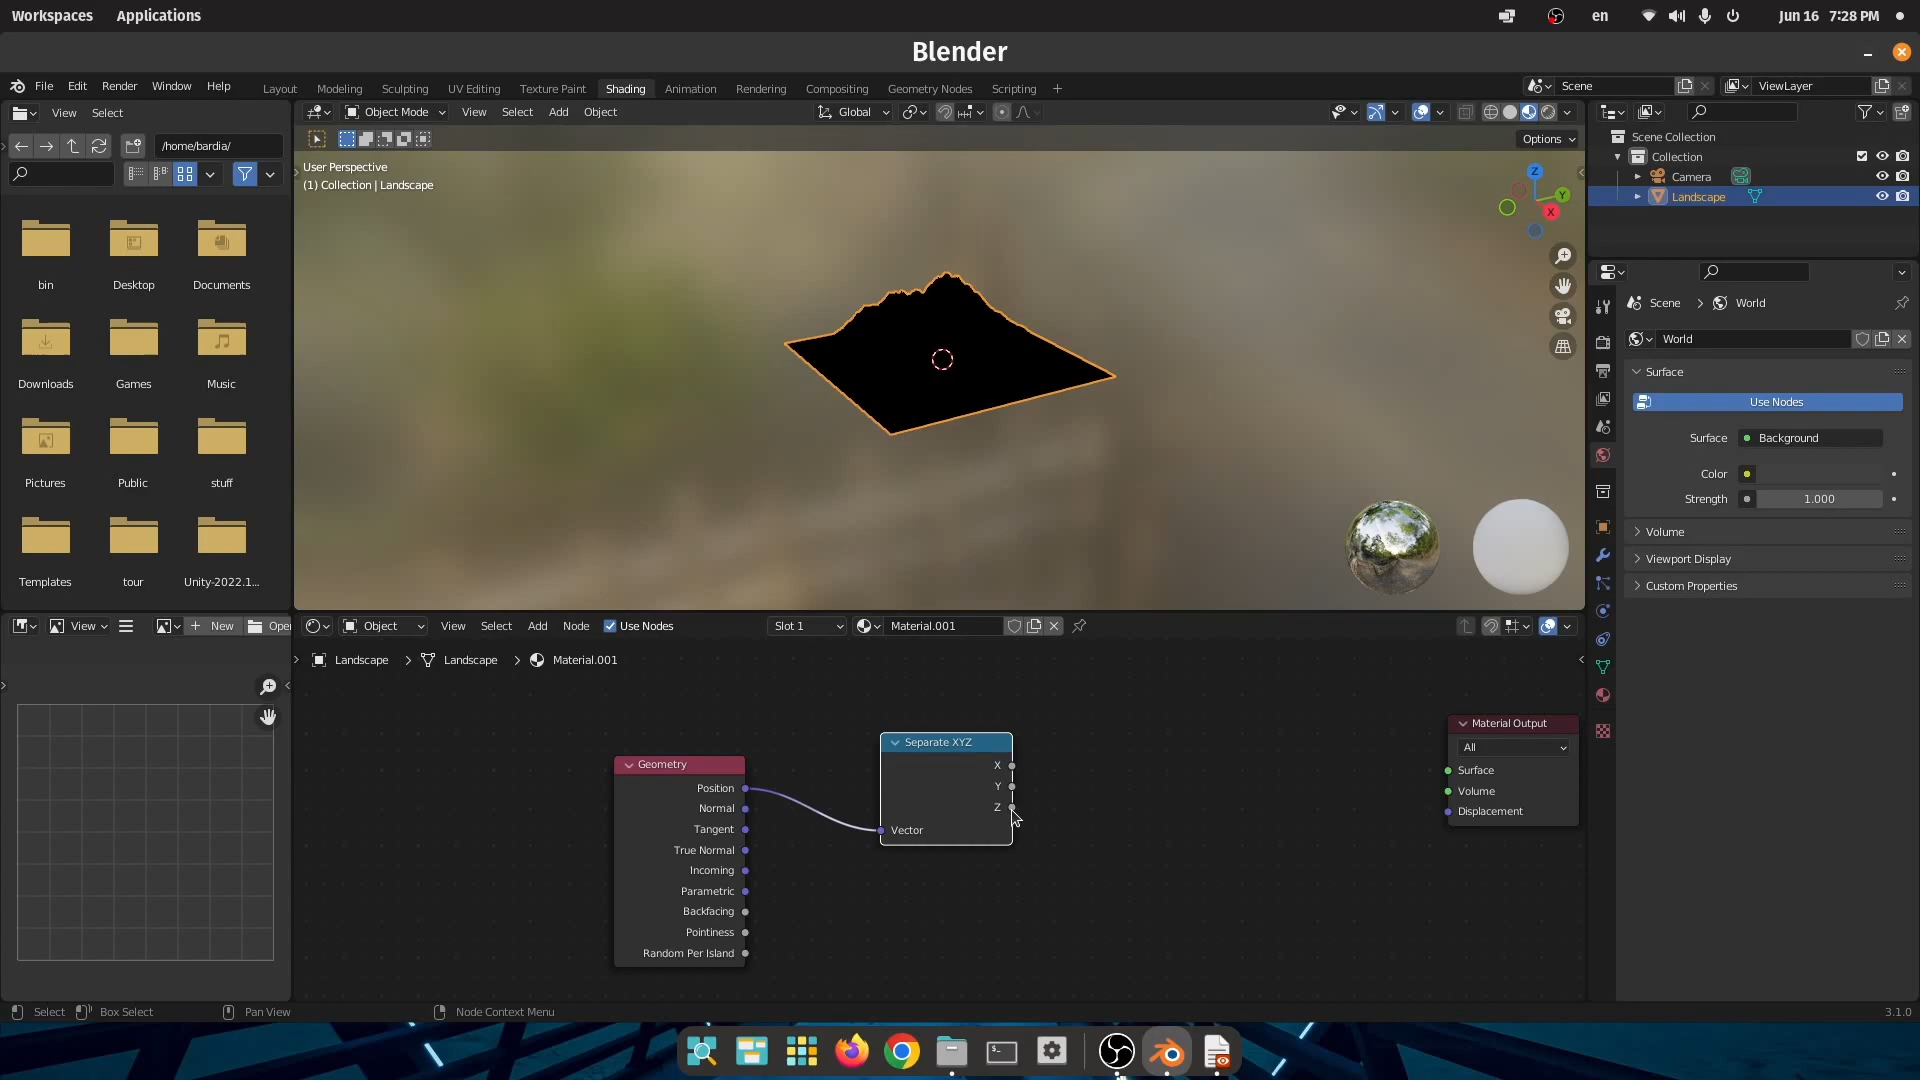 Workspaces Applications en Jun 16 7:28 PM
Blender
File Edit Render Window Help Layout Modeling Sculpting UV Editing Texture Paint Shading Animation Rendering Compositing Geometry Nodes Scripting + Scene ViewLayer
View Select
Object Mode View Select Add Object Global
/home/bardia/
Options
User Perspective
(1) Collection | Landscape
Z
Y
X
bin Desktop Documents
Downloads Games Music
Pictures Public stuff
Templates tour Unity-2022.1...
Scene Collection
Collection
Camera
Landscape
Scene > World
World
Surface
Use Nodes
Surface Background
Color
Strength 1.000
Volume
Viewport Display
Custom Properties
View + New Open
Object View Select Add Node Use Nodes Slot 1 Material.001
Landscape > Landscape > Material.001
Geometry
Position
Normal
Tangent
True Normal
Incoming
Parametric
Backfacing
Pointiness
Random Per Island
Separate XYZ
X
Y
Z
Vector
Material Output
All
Surface
Volume
Displacement
Select Box Select Pan View Node Context Menu 3.1.0